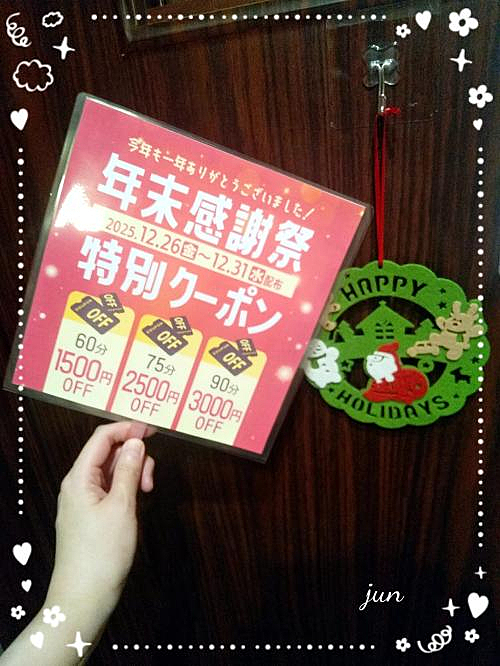 今年も一年ありがとうございました!
年末感謝祭
2025.12.26金~12.31水配布
特別クーポン
OFF
OFF
60分
1500円
OFF
OFF
OFF
75分
2500円
OFF
OFF
OFF
90分
3000円
OFF
HAPPY
HOLIDAYS
jun